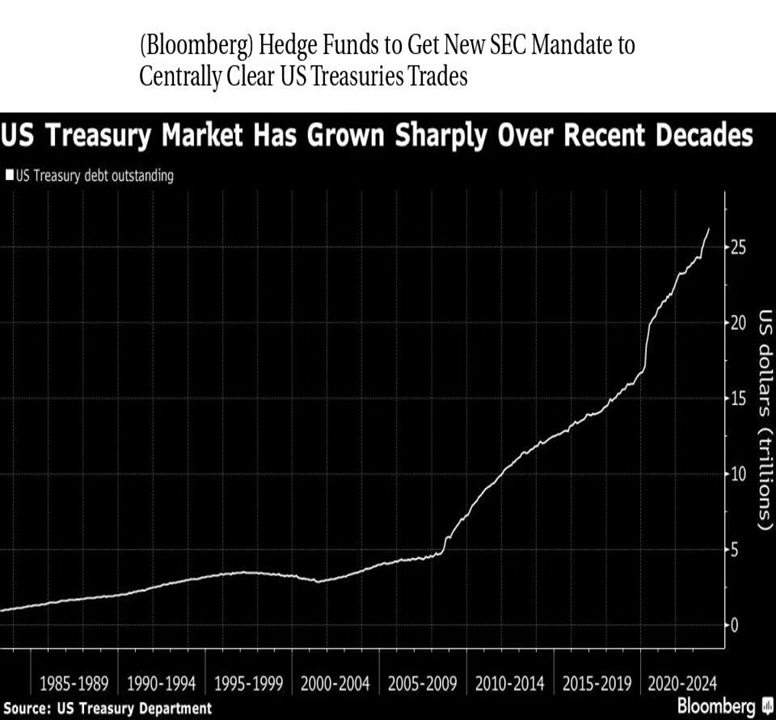 (Bloomberg) Hedge Funds to Get New SEC Mandate to
Centrally Clear US Treasuries Trades
US Treasury Market Has Grown Sharply Over Recent Decades
US Treasury debt outstanding
25
20
15
10
5
0
US dollars (trillions)
1985-1989 1990-1994 1995-1999 2000-2004 2005-2009 2010-2014 2015-2019 2020-2024
Source: US Treasury Department
Bloomberg